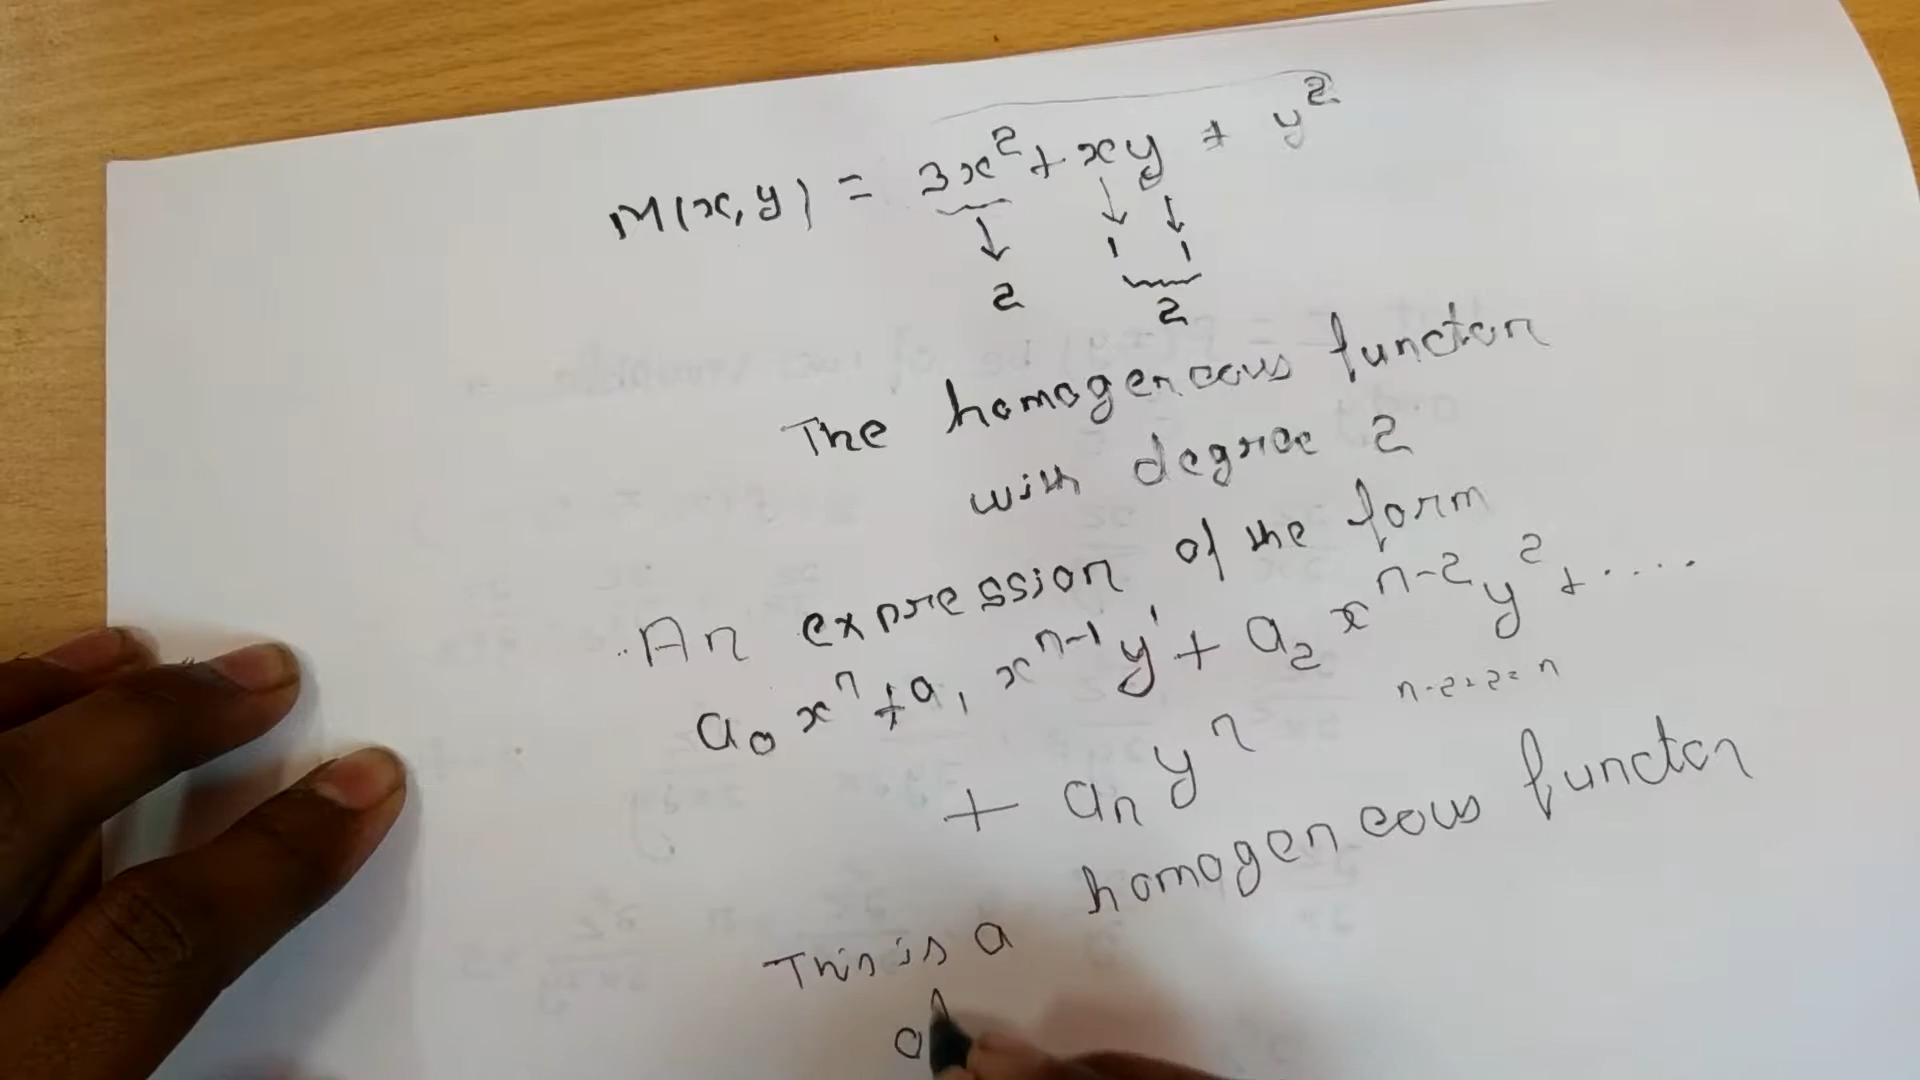 M(x,y) = 3x² + xy + y²
↓ ↓ ↓
2 1 1
2
The homogeneous function
with degree 2
An expression of the form
a₀xⁿ + a₁xⁿ⁻¹y¹ + a₂xⁿ⁻²y² + .....
n-2+2=n
+ aₙyⁿ
This is a homogeneous function
of